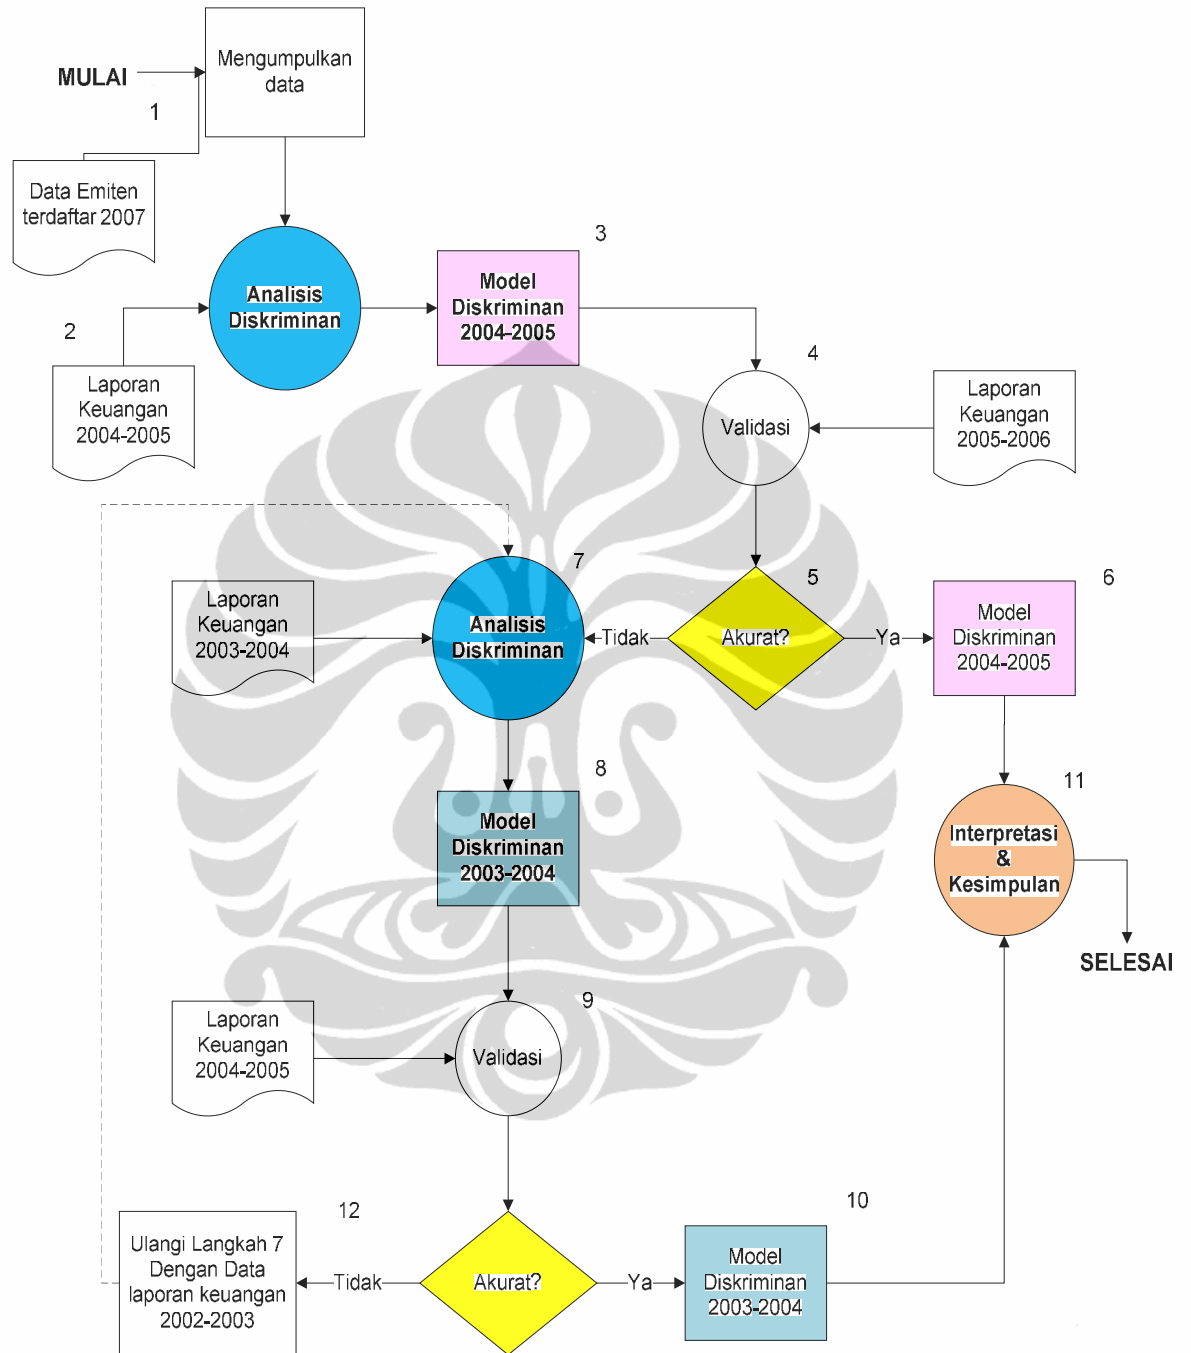 Mengumpulkan
data
MULAI
1
Data Emiten
terdaftar 2007
3
Analisis
Diskriminan
Model
Diskriminan
2004-2005
2
4
Laporan
Keuangan
2004-2005
Validasi
Laporan
Keuangan
2005-2006
7
5
6
Laporan
Keuangan
2003-2004
Analisis
Diskriminan
Tidak
Akurat?
Ya
Model
Diskriminan
2004-2005
8
11
Model
Diskriminan
2003-2004
Interpretasi
&
Kesimpulan
SELESAI
9
Laporan
Keuangan
2004-2005
Validasi
12
10
Ulangi Langkah 7
Dengan Data
laporan keuangan
2002-2003
Tidak
Akurat?
Ya
Model
Diskriminan
2003-2004